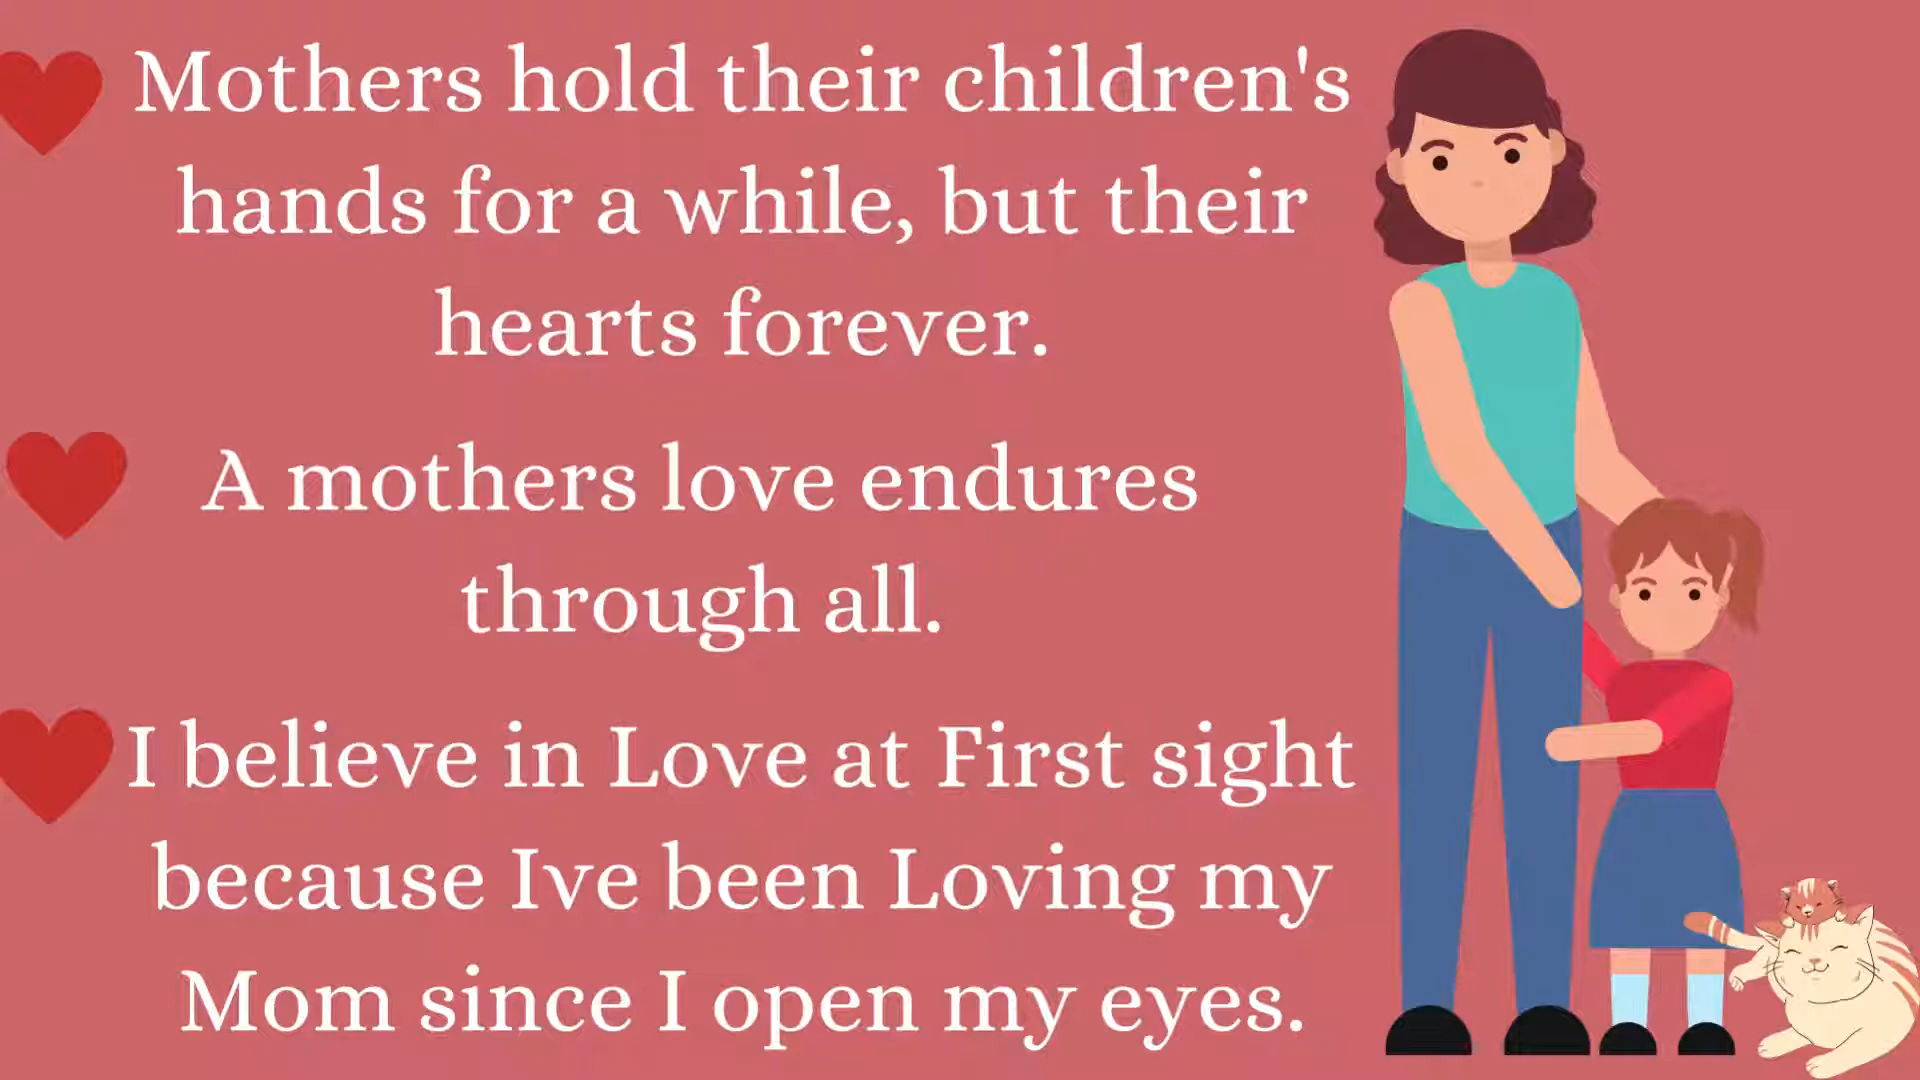 Mothers hold their children's
hands for a while, but their
hearts forever.
A mothers love endures
through all.
I believe in Love at First sight
because Ive been Loving my
Mom since I open my eyes.